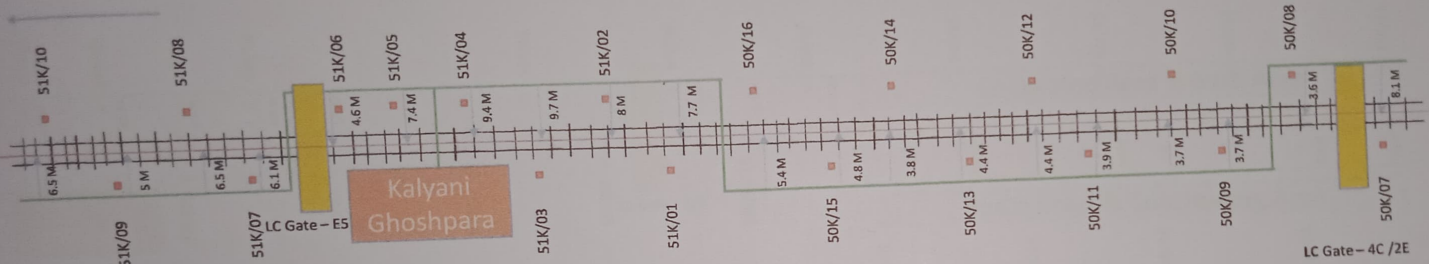 51K/10
51K/08
51K/06
51K/05
51K/04
51K/02
50K/16
50K/14
50K/12
50K/10
50K/08
4.6 M
7.4 M
9.4 M
9.7 M
8 M
7.7 M
3.6 M
8.1 M
6.5 M
5 M
6.5 M
6.1 M
5.4 M
4.8 M
3.8 M
4.4 M
4.4 M
3.9 M
3.7 M
3.7 M
Kalyani
Ghoshpara
51K/09
51K/07
LC Gate – E5
51K/03
51K/01
50K/15
50K/13
50K/11
50K/09
50K/07
LC Gate – 4C /2E